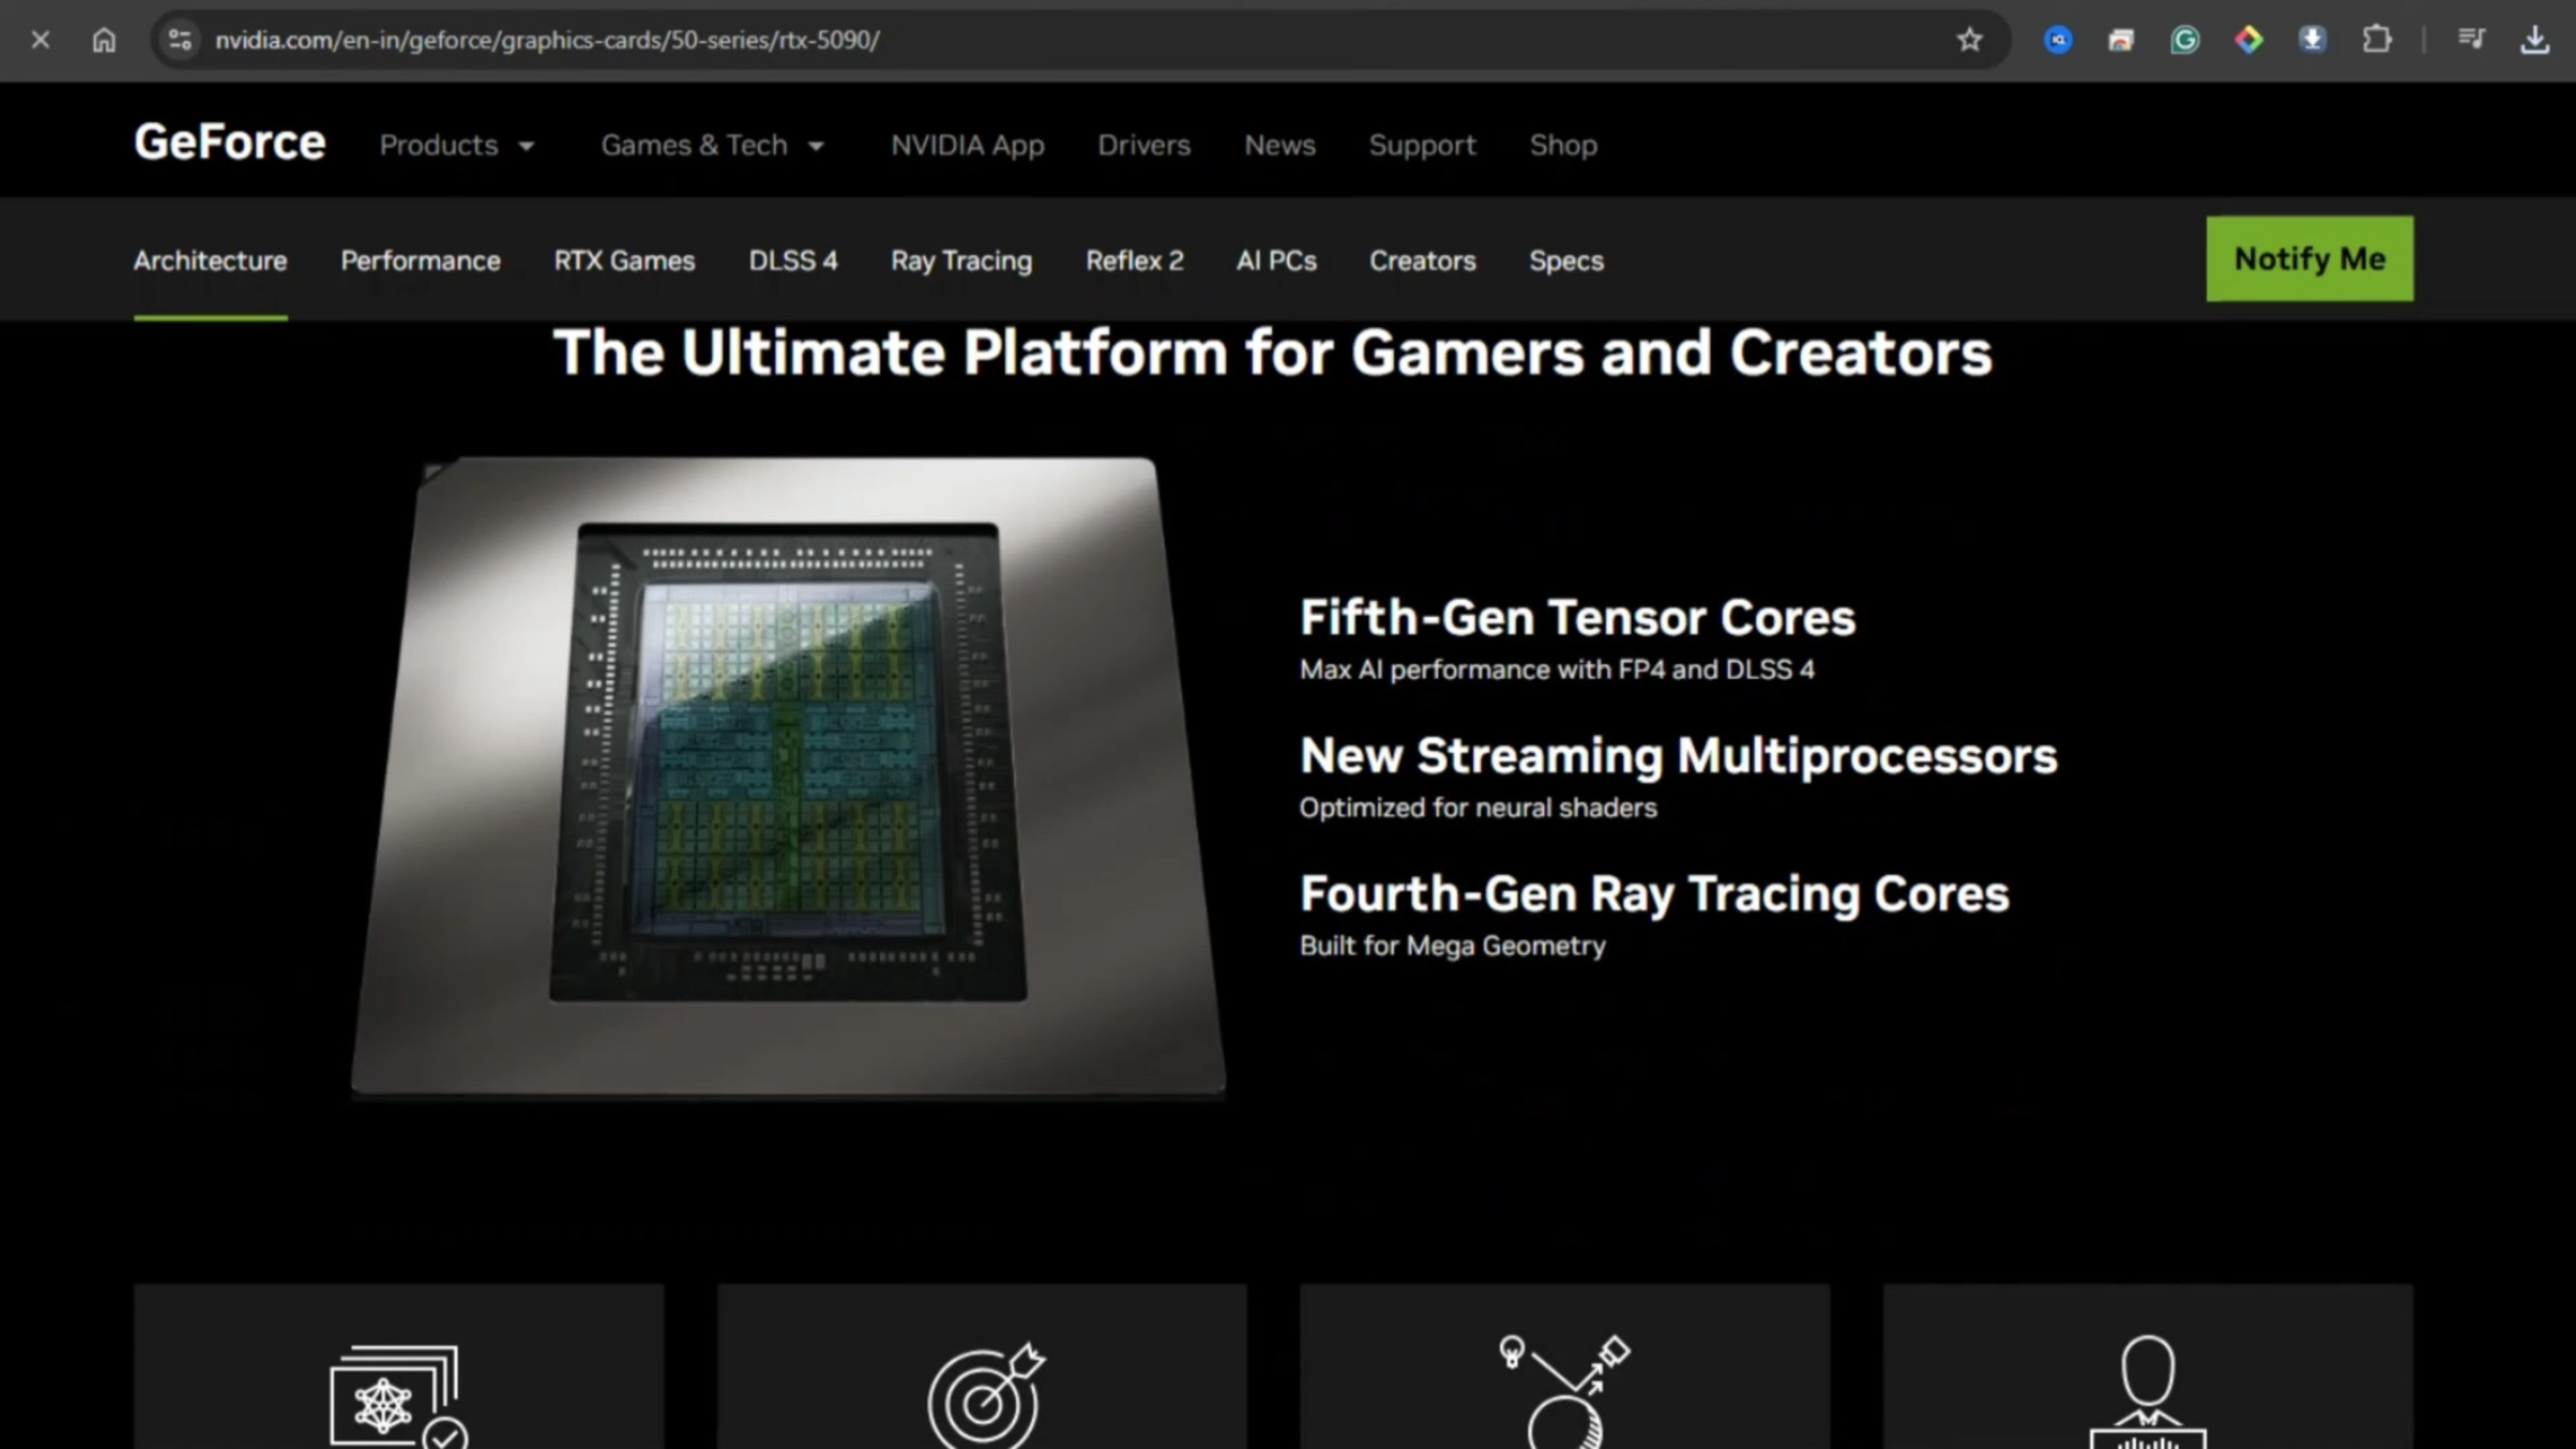 nvidia.com/en-in/geforce/graphics-cards/50-series/rtx-5090/
GeForce Products Games & Tech NVIDIA App Drivers News Support Shop
Architecture Performance RTX Games DLSS 4 Ray Tracing Reflex 2 AI PCs Creators Specs Notify Me
The Ultimate Platform for Gamers and Creators
Fifth-Gen Tensor Cores
Max AI performance with FP4 and DLSS 4
New Streaming Multiprocessors
Optimized for neural shaders
Fourth-Gen Ray Tracing Cores
Built for Mega Geometry